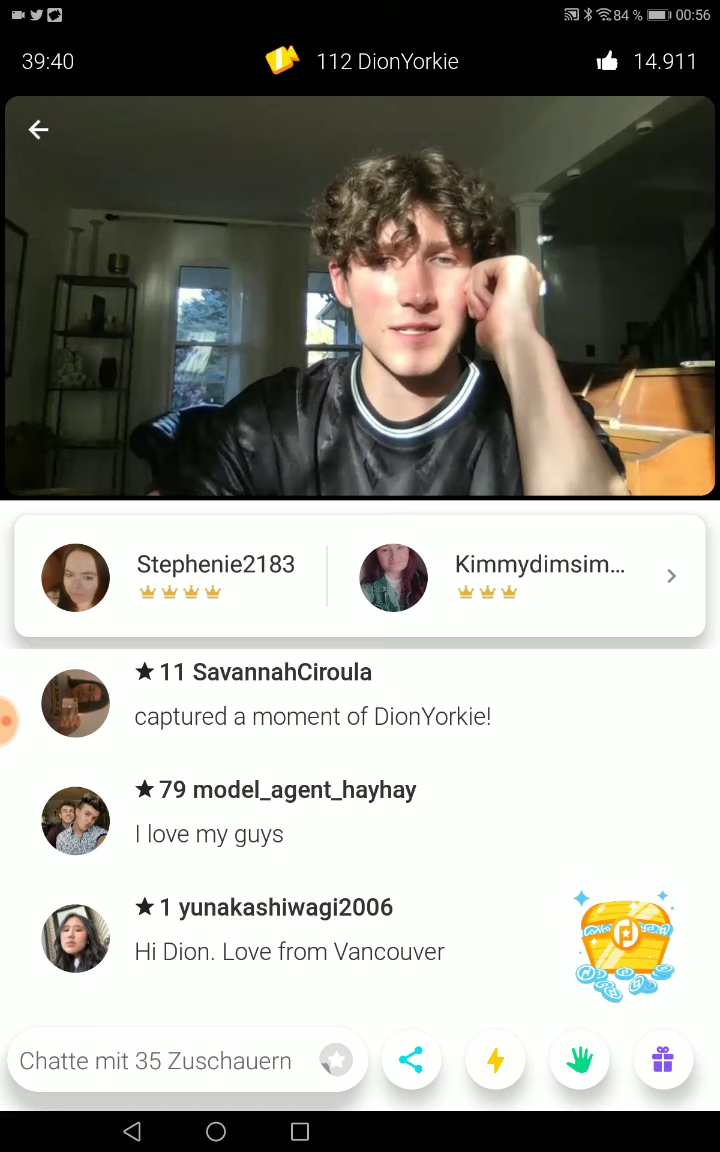 84 % 00:56
39:40 112 DionYorkie 14.911
Stephenie2183 Kimmydimsim...
★ 11 SavannahCiroula
captured a moment of DionYorkie!
★ 79 model_agent_hayhay
I love my guys
★ 1 yunakashiwagi2006
Hi Dion. Love from Vancouver
Chatte mit 35 Zuschauern